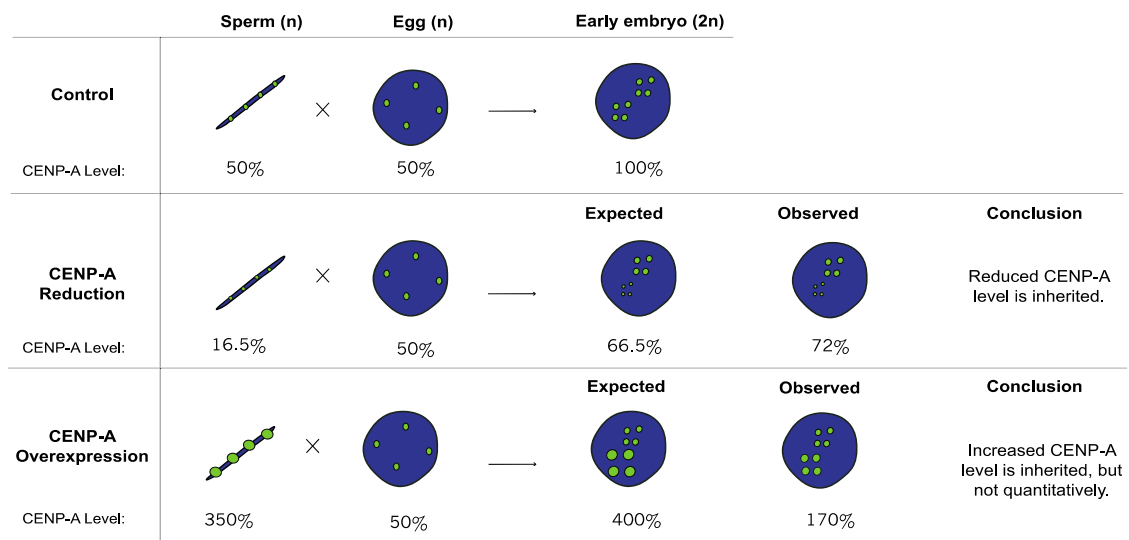 Sperm (n) Egg (n) Early embryo (2n)
Control
CENP-A Level: 50% 50% 100%
Expected Observed Conclusion
CENP-A
Reduction
Reduced CENP-A
level is inherited.
CENP-A Level: 16.5% 50% 66.5% 72%
Expected Observed Conclusion
CENP-A
Overexpression
Increased CENP-A
level is inherited, but
not quantitatively.
CENP-A Level: 350% 50% 400% 170%